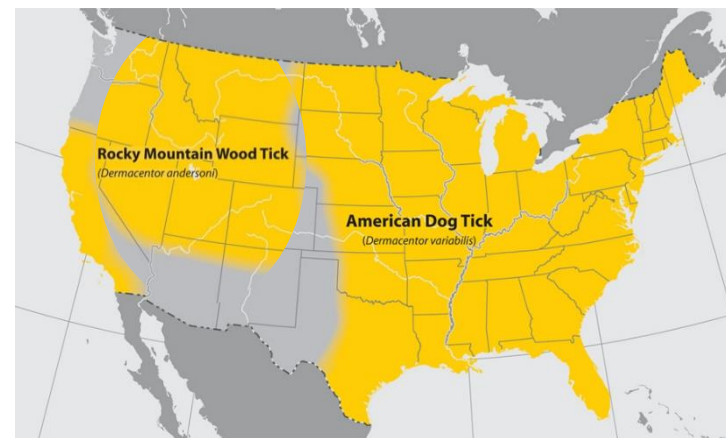 Rocky Mountain Wood Tick
(Dermacentor andersoni)
American Dog Tick
(Dermacentor variabilis)